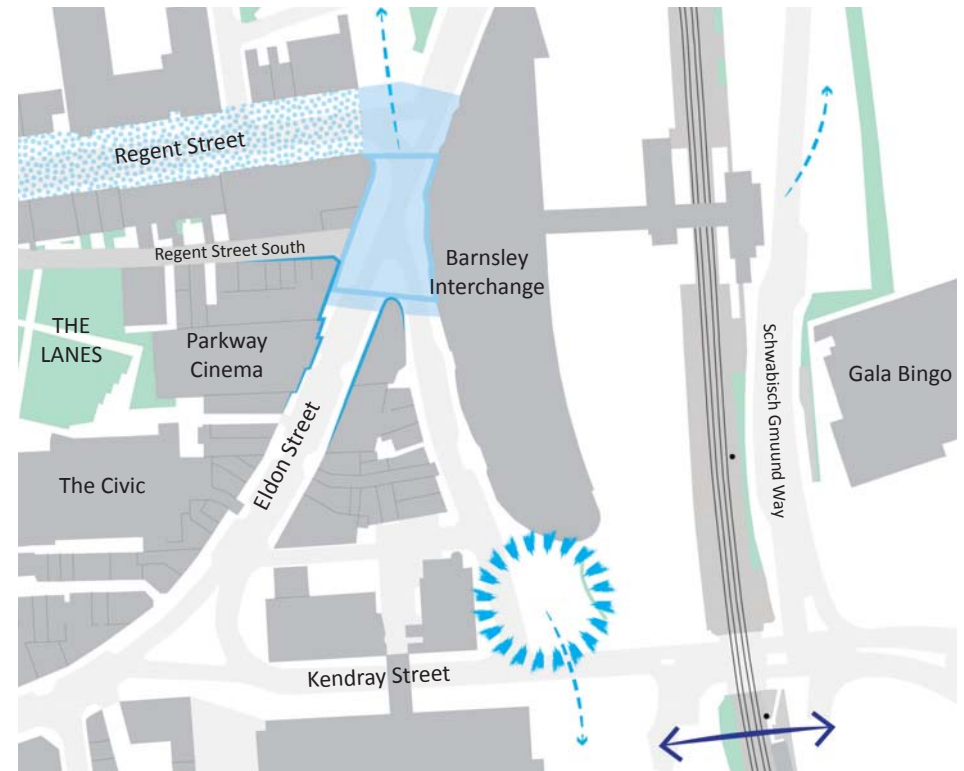 Regent Street
Regent Street South
Barnsley
Interchange
THE
LANES
Parkway
Cinema
Schwabisch Gmuund Way
Gala Bingo
Eldon Street
The Civic
Kendray Street